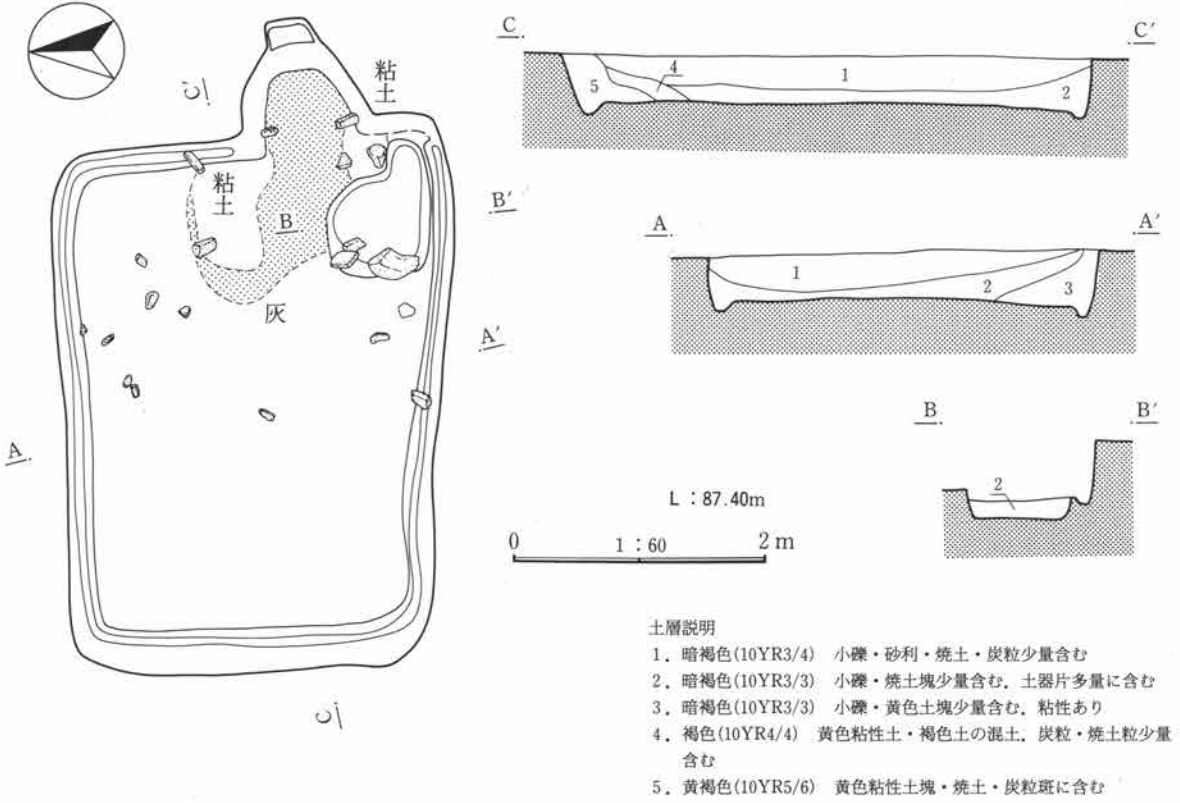 粘土
粘土
B
灰
C'
B'
A'
A
C
C C'
4 1
5 2
A A'
1 2 3
B B'
2
L：87.40m
0 1：60 2 m
土層説明
1．暗褐色(10YR3/4) 小礫・砂利・焼土・炭粒少量含む
2．暗褐色(10YR3/3) 小礫・焼土塊少量含む．土器片多量に含む
3．暗褐色(10YR3/3) 小礫・黄色土塊少量含む．粘性あり
4．褐色(10YR4/4) 黄色粘性土・褐色土の混土．炭粒・焼土粒少量
含む
5．黄褐色(10YR5/6) 黄色粘性土塊・焼土・炭粒斑に含む